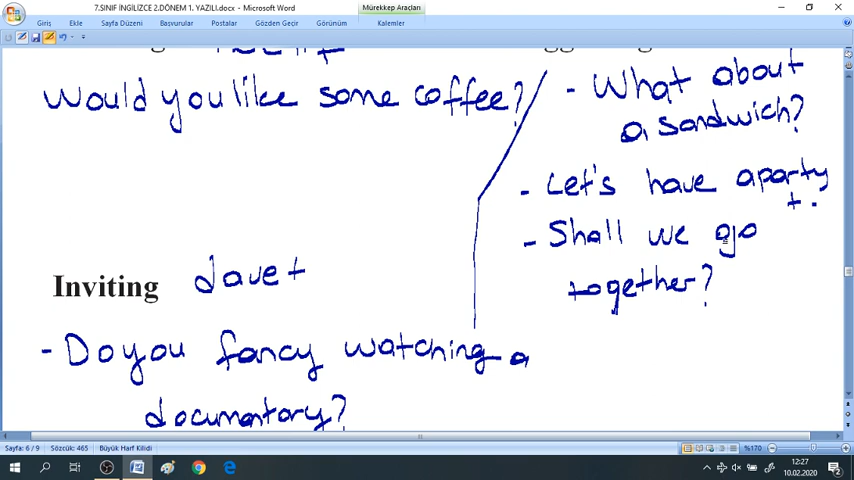 7.SINIF İNGİLİZCE 2.DÖNEM 1. YAZILI.docx - Microsoft Word
Mürekkep Araçları
Giriş
Ekle
Sayfa Düzeni
Başvurular
Postalar
Gözden Geçir
Görünüm
Kalemler
Would you like some coffee?
- What about
a sandwich?
- Let's have a party
- Shall we go
together?
Inviting davet
- Do you fancy watching a
documentory?
Sayfa: 6 / 9
Sözcük: 465
Büyük Harf Kilidi
%170
12:27
10.02.2020
2